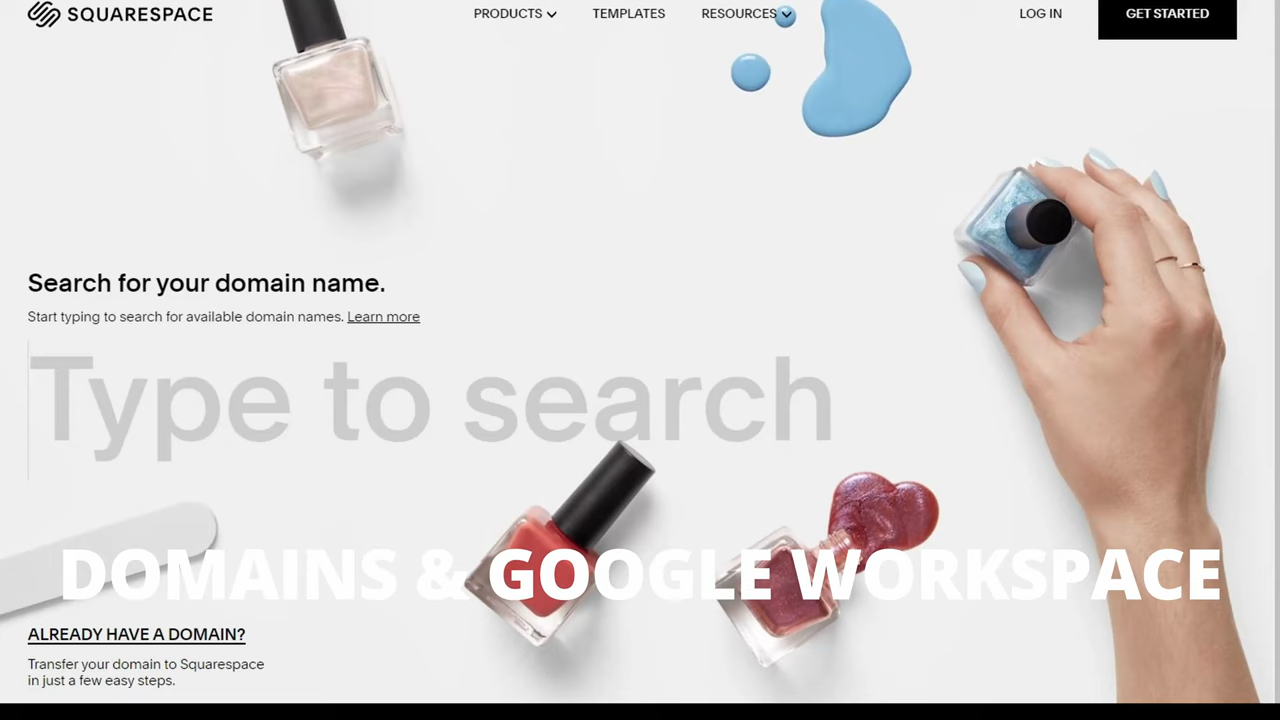 SQUARESPACE
PRODUCTS
TEMPLATES
RESOURCES
LOG IN
GET STARTED
Search for your domain name.
Start typing to search for available domain names. Learn more
Type to search
DOMAINS & GOOGLE WORKSPACE
ALREADY HAVE A DOMAIN?
Transfer your domain to Squarespace
in just a few easy steps.